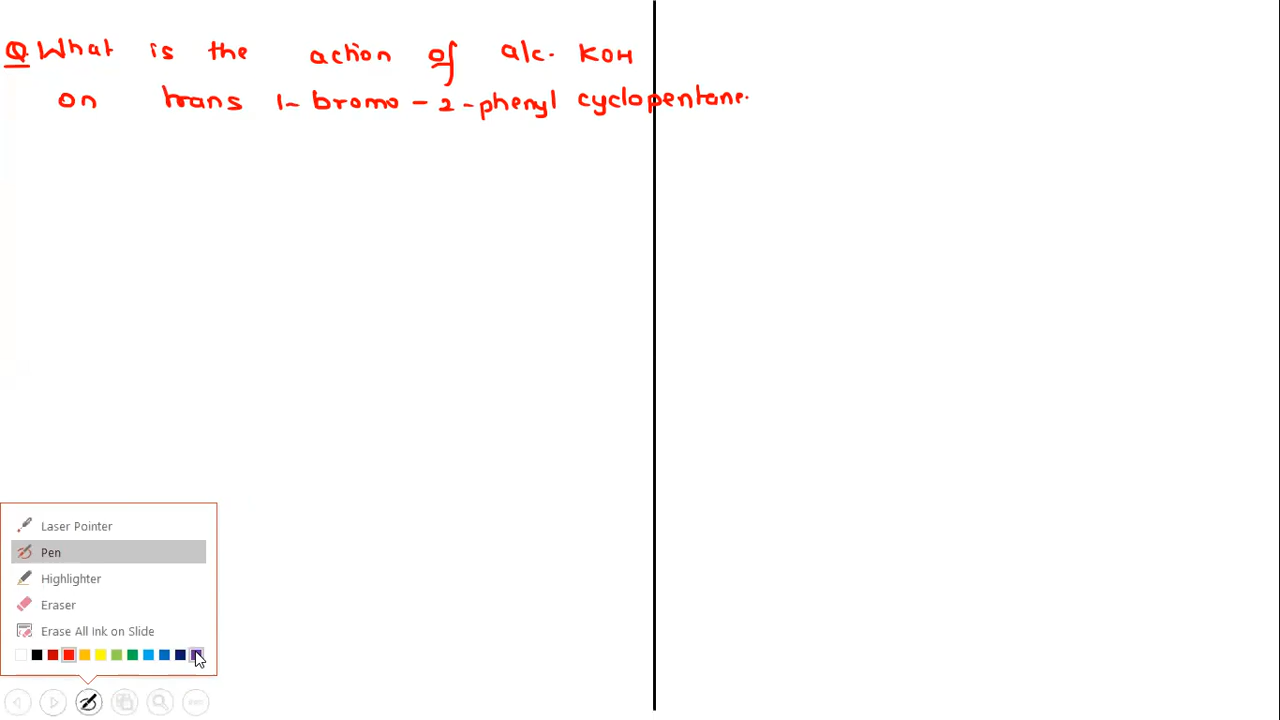 Q What is the action of alc. KOH
on trans 1-bromo-2-phenyl cyclopentane.
Laser Pointer
Pen
Highlighter
Eraser
Erase All Ink on Slide